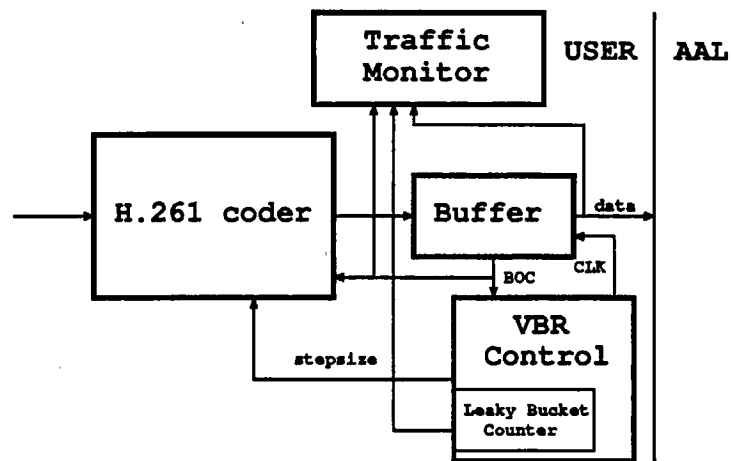 Traffic
Monitor
USER
AAL
H.261 coder
Buffer
data
BOC
CLK
VBR
Control
stepsize
Leaky Bucket
Counter